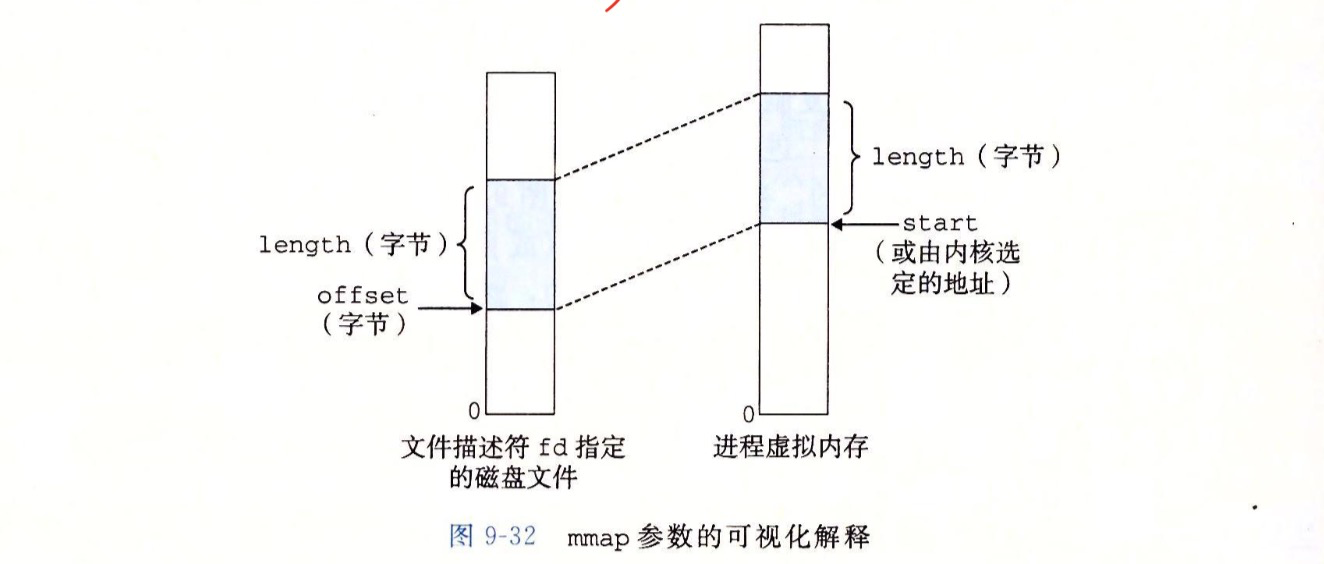 length（字节）
length（字节）
start
（或由内核选
定的地址）
offset
（字节）
0
0
文件描述符 fd 指定
的磁盘文件
进程虚拟内存
图 9-32 mmap 参数的可视化解释